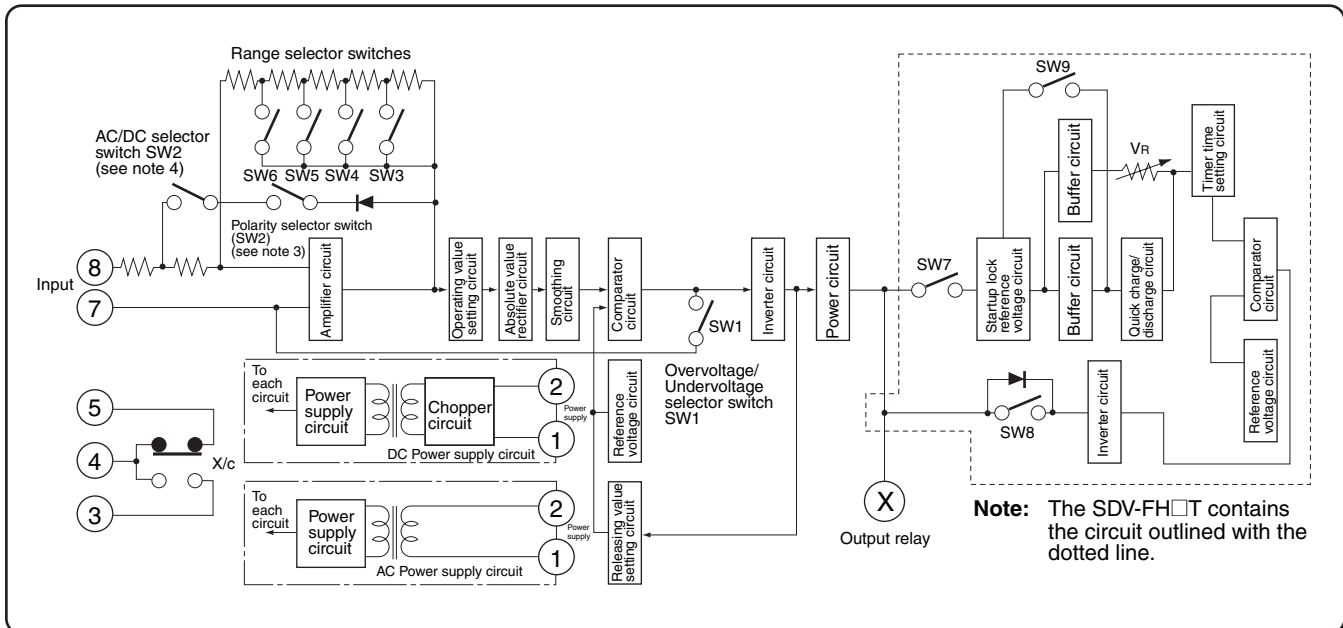 Range selector switches
AC/DC selector
switch SW2
(see note 4)
SW6 SW5 SW4 SW3
Polarity selector switch
(SW2)
(see note 3)
Input
8
7
Amplifier circuit
Operating value
setting circuit
Absolute value
rectifier circuit
Smoothing
circuit
Comparator
circuit
SW1
Overvoltage/
Undervoltage
selector switch
SW1
Inverter circuit
Power circuit
SW7
SW9
Startup lock
reference
voltage circuit
Buffer circuit
Buffer circuit
VR
Quick charge/
discharge circuit
Timer time
setting circuit
Comparator
circuit
Reference
voltage circuit
SW8
Inverter circuit
5
4
3
X/c
To
each
circuit
Power
supply
circuit
Chopper
circuit
2
1
Power
supply
DC Power supply circuit
Reference
voltage circuit
To
each
circuit
Power
supply
circuit
2
1
Power
supply
AC Power supply circuit
Releasing value
setting circuit
X
Output relay
Note: The SDV-FH□T contains
the circuit outlined with the
dotted line.